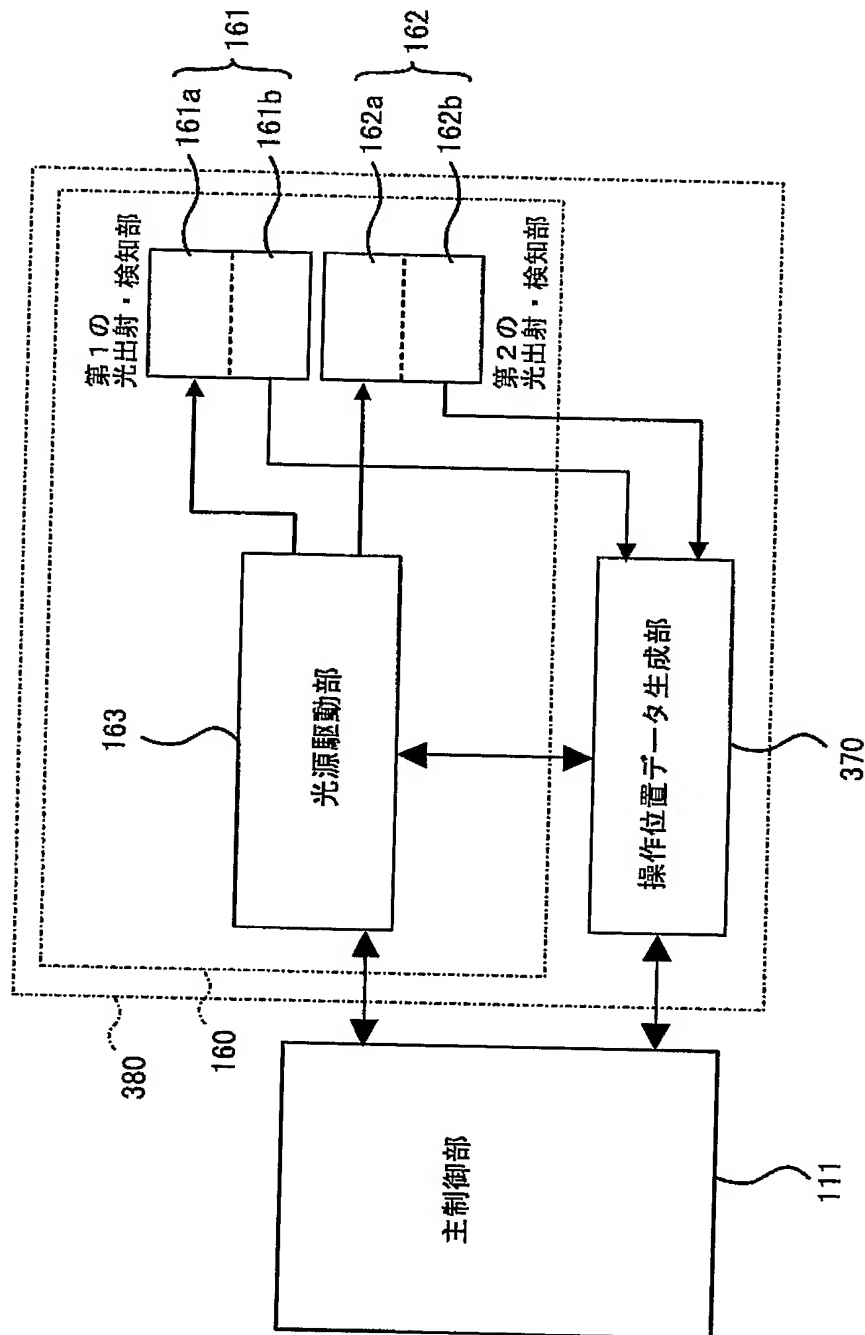 161
161a
161b
162
162a
162b
第1の
光出射・検知部
第2の
光出射・検知部
163
光源駆動部
操作位置データ生成部
370
380
160
主制御部
111